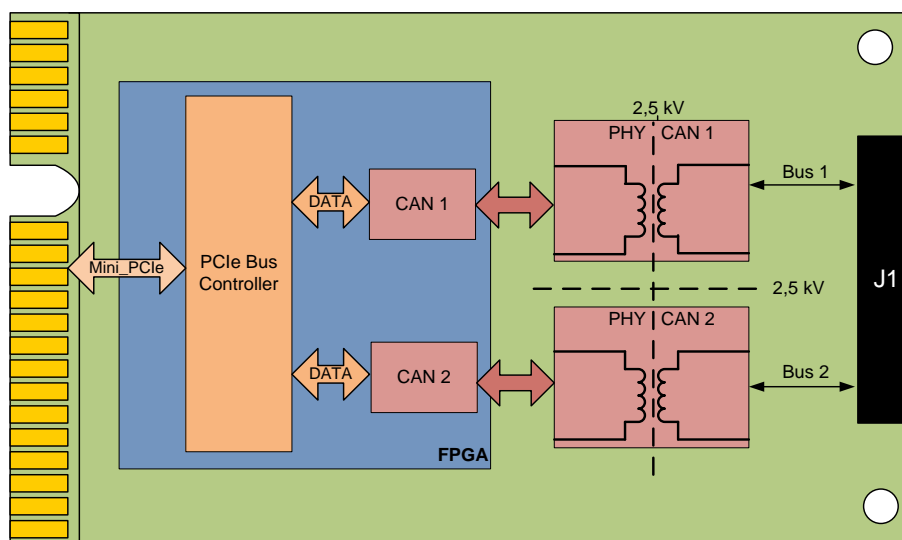 2,5 kV
PHY CAN 1
Bus 1
DATA
CAN 1
Mini_PCIe
PCIe Bus
Controller
J1
2,5 kV
PHY CAN 2
Bus 2
DATA
CAN 2
FPGA